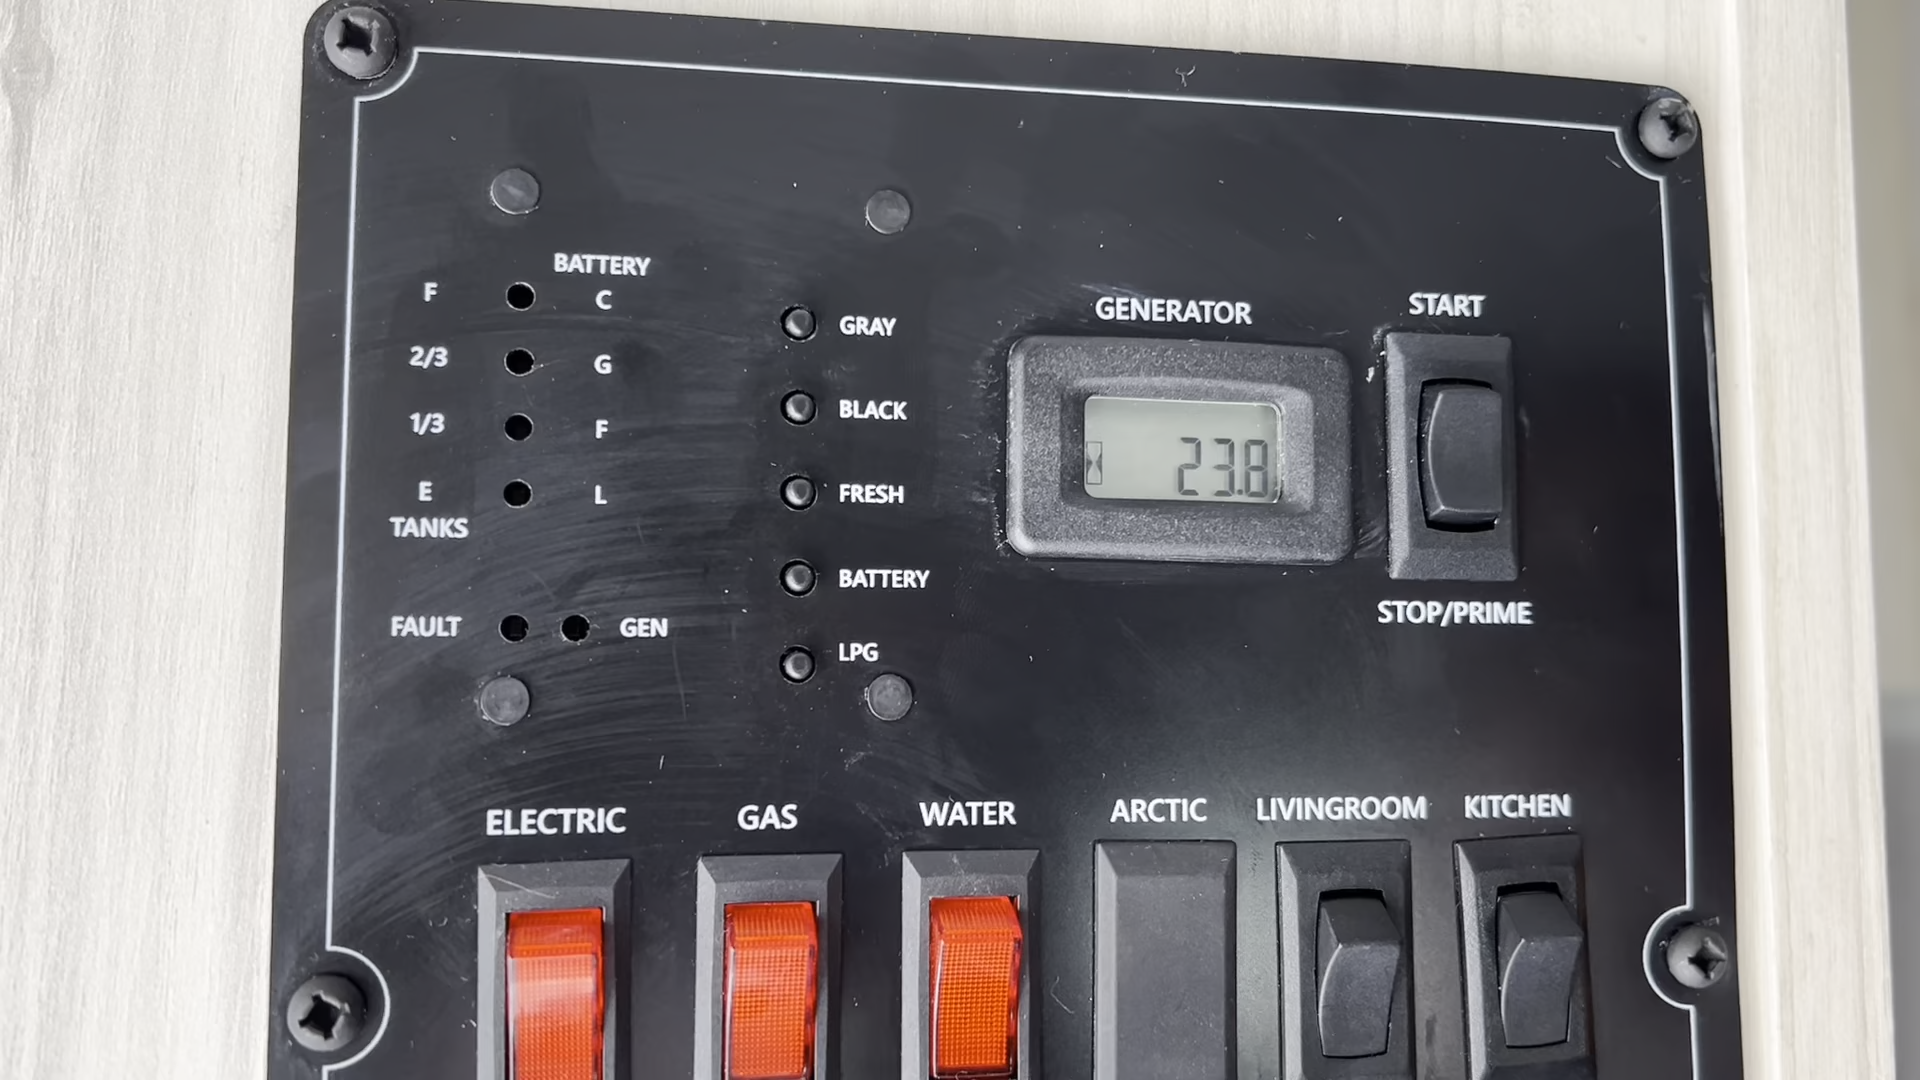 BATTERY
F C
2/3 G
1/3 F
E L
TANKS
FAULT GEN
GRAY
BLACK
FRESH
BATTERY
LPG
GENERATOR
23.8
START
STOP/PRIME
ELECTRIC GAS WATER ARCTIC LIVINGROOM KITCHEN